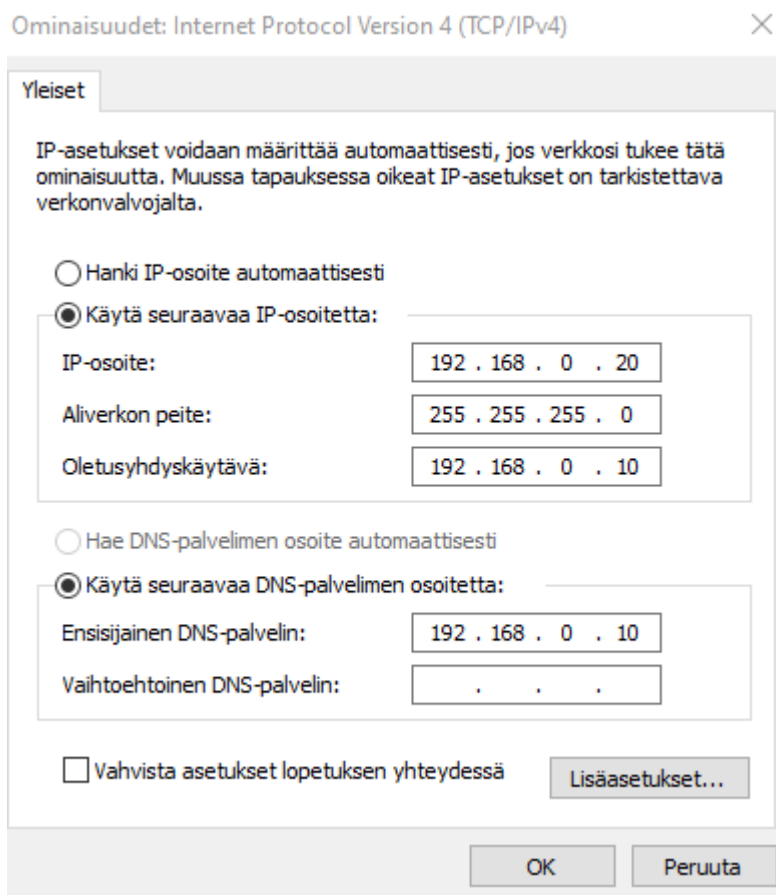 Ominaisuudet: Internet Protocol Version 4 (TCP/IPv4)
Yleiset
IP-asetukset voidaan määrittää automaattisesti, jos verkkosi tukee tätä
ominaisuutta. Muussa tapauksessa oikeat IP-asetukset on tarkistettava
verkonvalvojalta.
Hanki IP-osoite automaattisesti
Käytä seuraavaa IP-osoitetta:
IP-osoite: 192 . 168 . 0 . 20
Aliverkon peite: 255 . 255 . 255 . 0
Oletusyhdyskäytävä: 192 . 168 . 0 . 10
Hae DNS-palvelimen osoite automaattisesti
Käytä seuraavaa DNS-palvelimen osoitetta:
Ensisijainen DNS-palvelin: 192 . 168 . 0 . 10
Vaihtoehtoinen DNS-palvelin: . . .
Vahvista asetukset lopetuksen yhteydessä
Lisäasetukset...
OK Peruuta